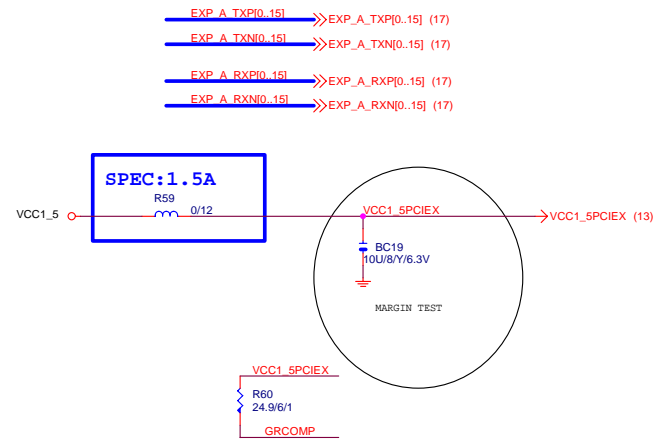 EXP_A_TXP[0..15] EXP_A_TXP[0..15] (17)
EXP_A_TXN[0..15] EXP_A_TXN[0..15] (17)
EXP_A_RXP[0..15] EXP_A_RXP[0..15] (17)
EXP_A_RXN[0..15] EXP_A_RXN[0..15] (17)
SPEC:1.5A
R59
VCC1_5 0/12 VCC1_5PCIEX VCC1_5PCIEX (13)
BC19
10U/8/Y/6.3V
MARGIN TEST
VCC1_5PCIEX
R60
24.9/6/1
GRCOMP